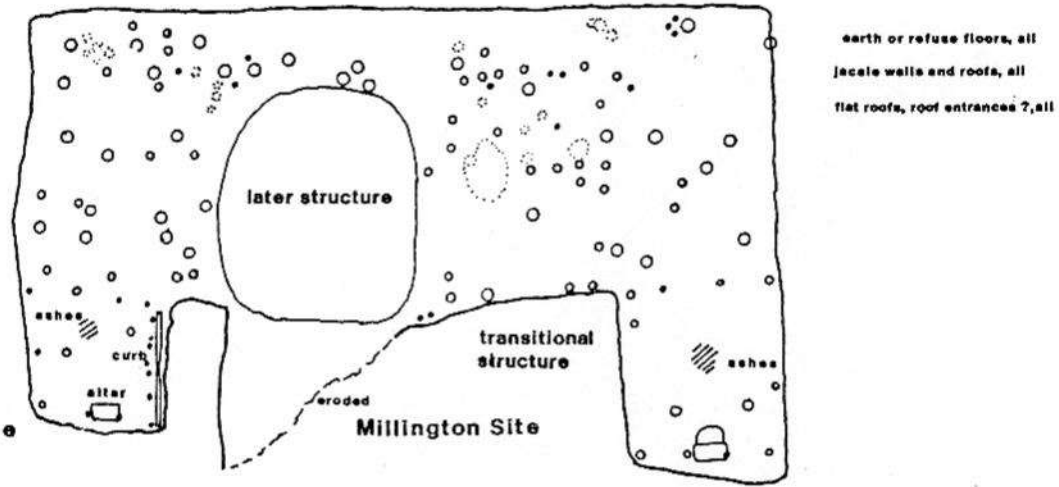 earth or refuse floors, all
jacale walls and roofs, all
flat roofs, roof entrances ?, all
later structure
ashes
curb
altar
transitional
structure
ashes
eroded
Millington Site
e